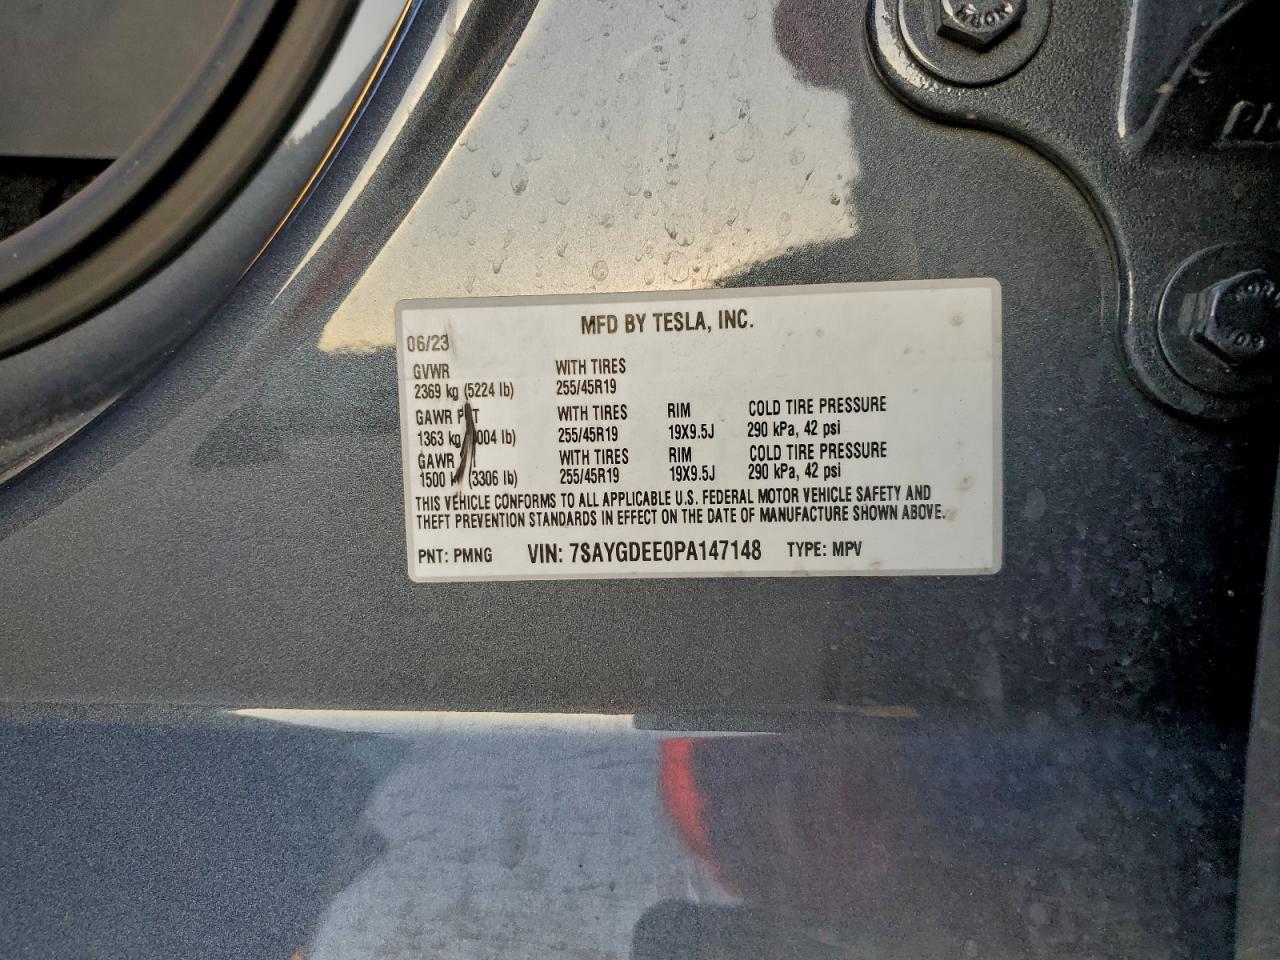 MFD BY TESLA, INC.
06/23
GVWR WITH TIRES
2369 kg (5224 lb) 255/45R19
GAWR WITH TIRES RIM COLD TIRE PRESSURE
1363 kg 004 lb) 255/45R19 19X9.5J 290 kPa, 42 psi
GAWR WITH TIRES RIM COLD TIRE PRESSURE
1500 (3306 lb) 255/45R19 19X9.5J 290 kPa, 42 psi
THIS VEHICLE CONFORMS TO ALL APPLICABLE U.S. FEDERAL MOTOR VEHICLE SAFETY AND
THEFT PREVENTION STANDARDS IN EFFECT ON THE DATE OF MANUFACTURE SHOWN ABOVE.
PNT: PMNG VIN: 7SAYGDEE0PA147148 TYPE: MPV